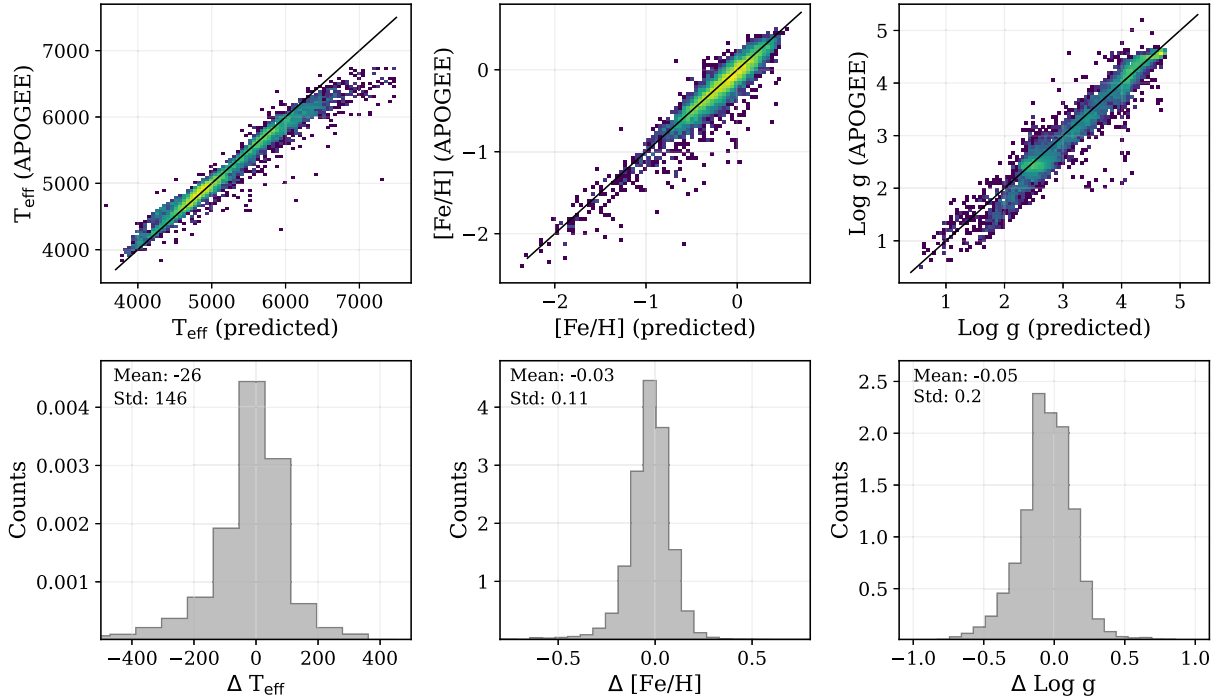 7000
6000
5000
4000
T_eff (APOGEE)
4000 5000 6000 7000
T_eff (predicted)
0
−1
−2
[Fe/H] (APOGEE)
−2 −1 0
[Fe/H] (predicted)
5
4
3
2
1
Log g (APOGEE)
1 2 3 4 5
Log g (predicted)
Mean: -26
Std: 146
0.004
0.003
0.002
0.001
Counts
−400 −200 0 200 400
Δ T_eff
Mean: -0.03
Std: 0.11
4
3
2
1
Counts
−0.5 0.0 0.5
Δ [Fe/H]
Mean: -0.05
Std: 0.2
2.5
2.0
1.5
1.0
0.5
Counts
−1.0 −0.5 0.0 0.5 1.0
Δ Log g